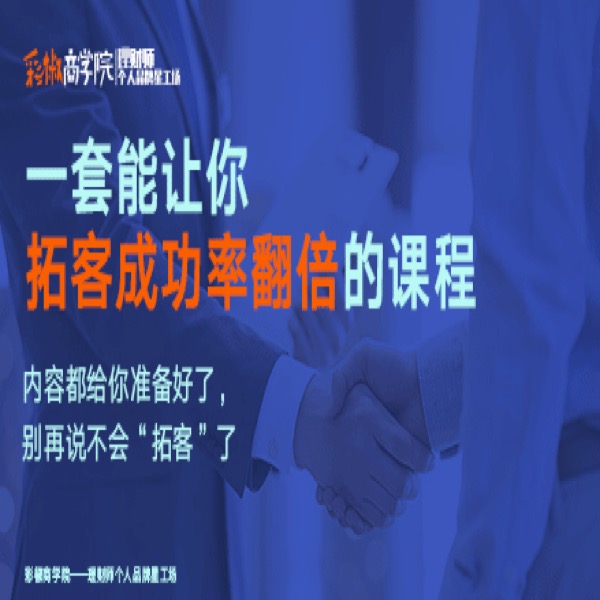 彩椒商学院 | 理财师
个人品牌星工场
一套能让你
拓客成功率翻倍的课程
内容都给你准备好了，
别再说不会“拓客”了
彩椒商学院——理财师个人品牌星工场